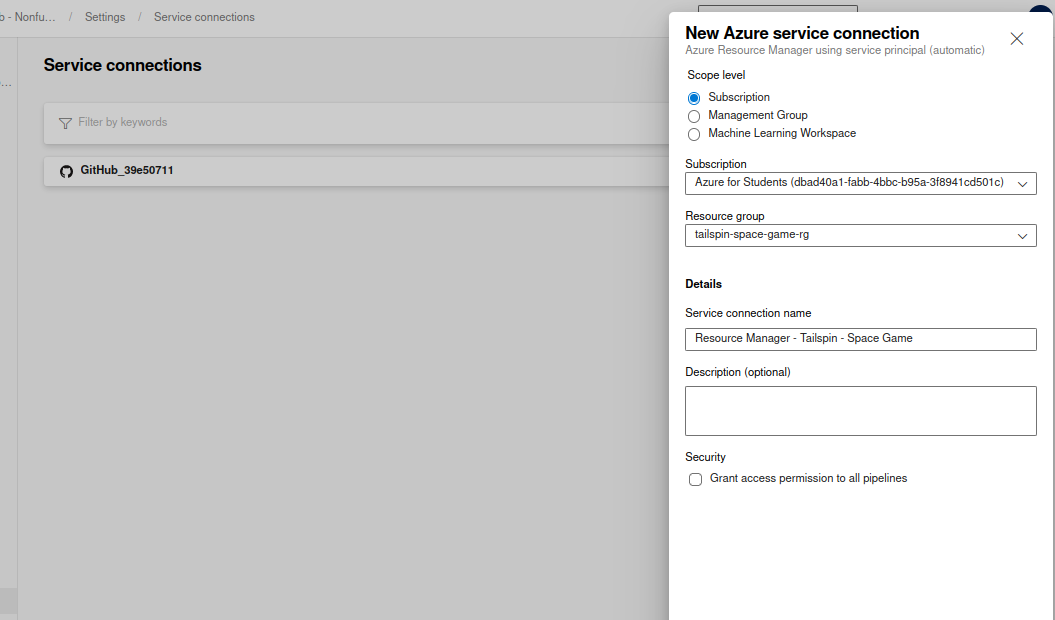 b - Nonfu... / Settings / Service connections
Service connections
Filter by keywords
GitHub_39e50711
New Azure service connection
Azure Resource Manager using service principal (automatic)
Scope level
Subscription
Management Group
Machine Learning Workspace
Subscription
Azure for Students (dbad40a1-fabb-4bbc-b95a-3f8941cd501c)
Resource group
tailspin-space-game-rg
Details
Service connection name
Resource Manager - Tailspin - Space Game
Description (optional)
Security
Grant access permission to all pipelines